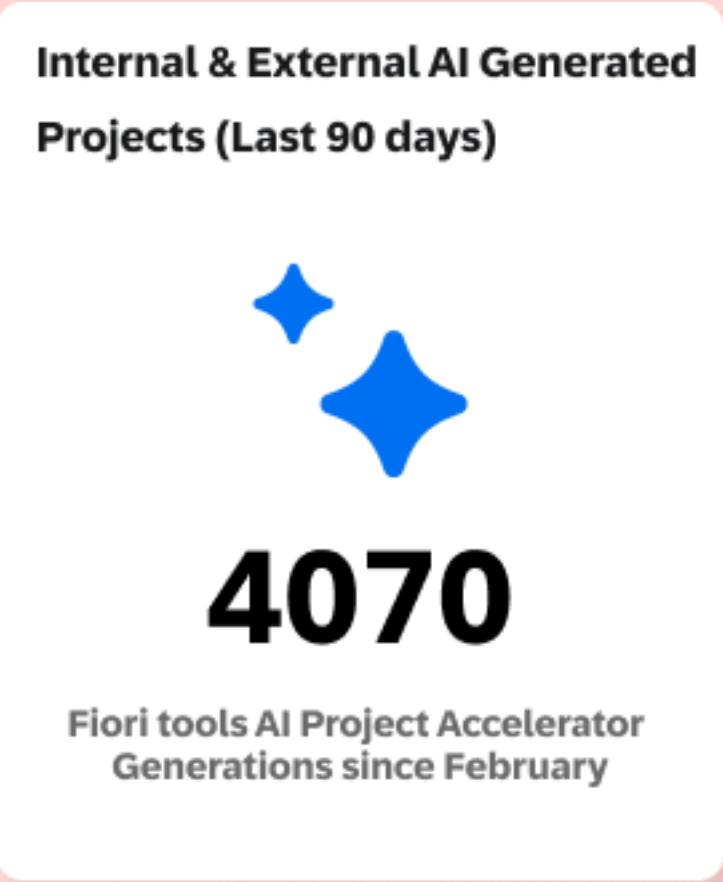 Internal & External AI Generated
Projects (Last 90 days)
4070
Fiori tools AI Project Accelerator
Generations since February